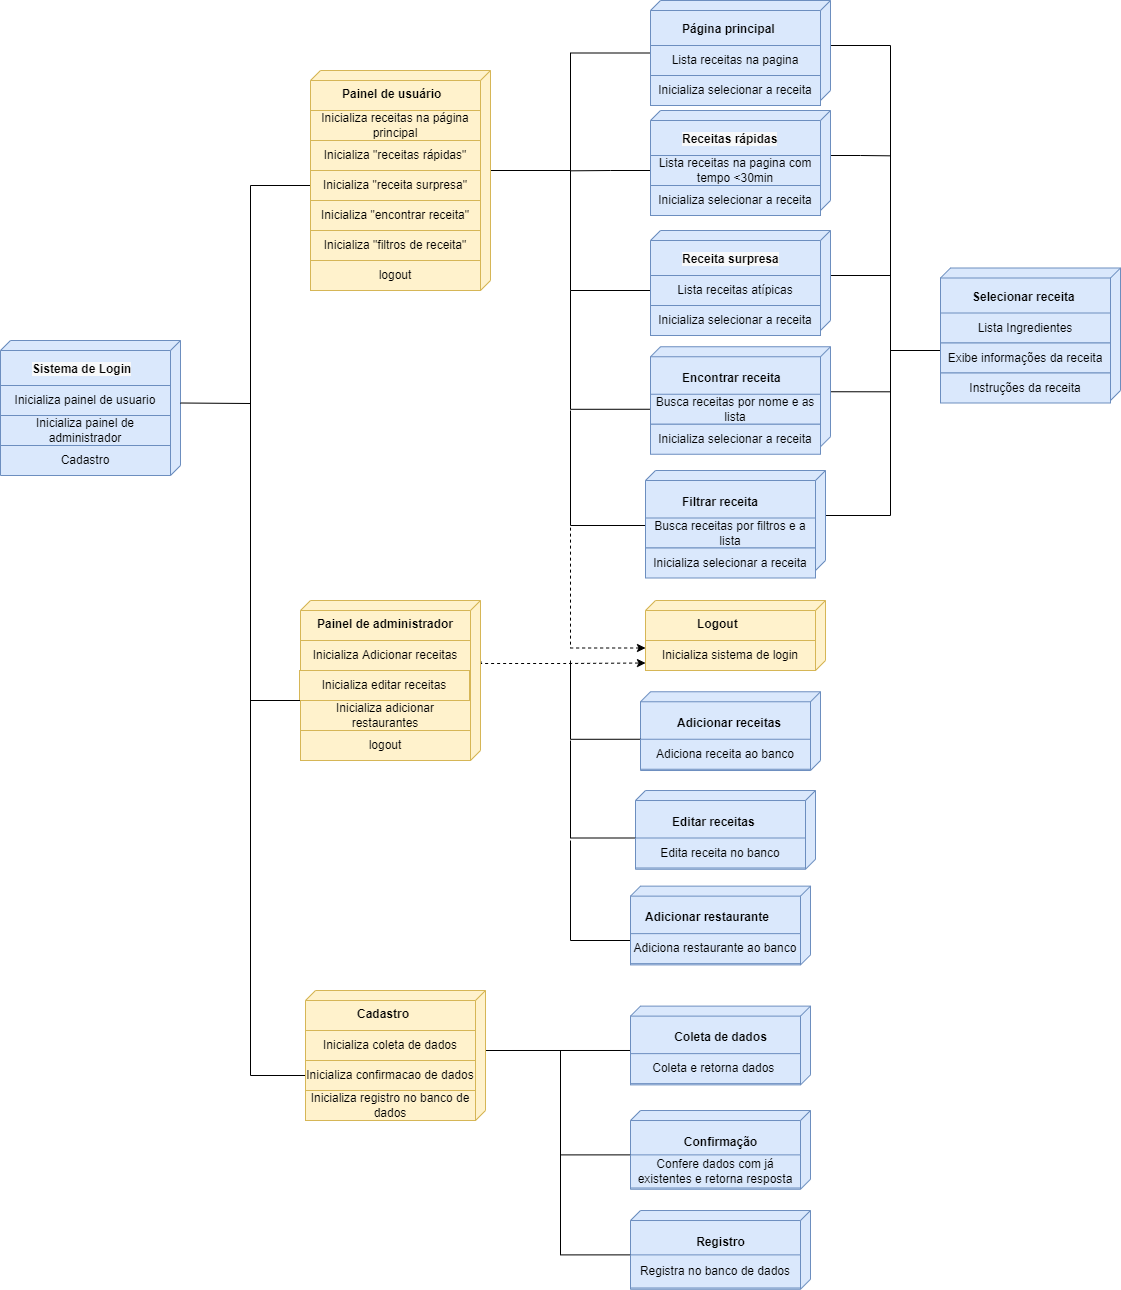 Sistema de Login
Inicializa painel de usuario
Inicializa painel de
administrador
Cadastro
Painel de usuário
Inicializa receitas na página
principal
Inicializa "receitas rápidas"
Inicializa "receita surpresa"
Inicializa "encontrar receita"
Inicializa "filtros de receita"
logout
Painel de administrador
Inicializa Adicionar receitas
Inicializa editar receitas
Inicializa adicionar
restaurantes
logout
Cadastro
Inicializa coleta de dados
Inicializa confirmacao de dados
Inicializa registro no banco de
dados
Página principal
Lista receitas na pagina
Inicializa selecionar a receita
Receitas rápidas
Lista receitas na pagina com
tempo <30min
Inicializa selecionar a receita
Receita surpresa
Lista receitas atípicas
Inicializa selecionar a receita
Encontrar receita
Busca receitas por nome e as
lista
Inicializa selecionar a receita
Filtrar receita
Busca receitas por filtros e a
lista
Inicializa selecionar a receita
Logout
Inicializa sistema de login
Adicionar receitas
Adiciona receita ao banco
Editar receitas
Edita receita no banco
Adicionar restaurante
Adiciona restaurante ao banco
Coleta de dados
Coleta e retorna dados
Confirmação
Confere dados com já
existentes e retorna resposta
Registro
Registra no banco de dados
Selecionar receita
Lista Ingredientes
Exibe informações da receita
Instruções da receita